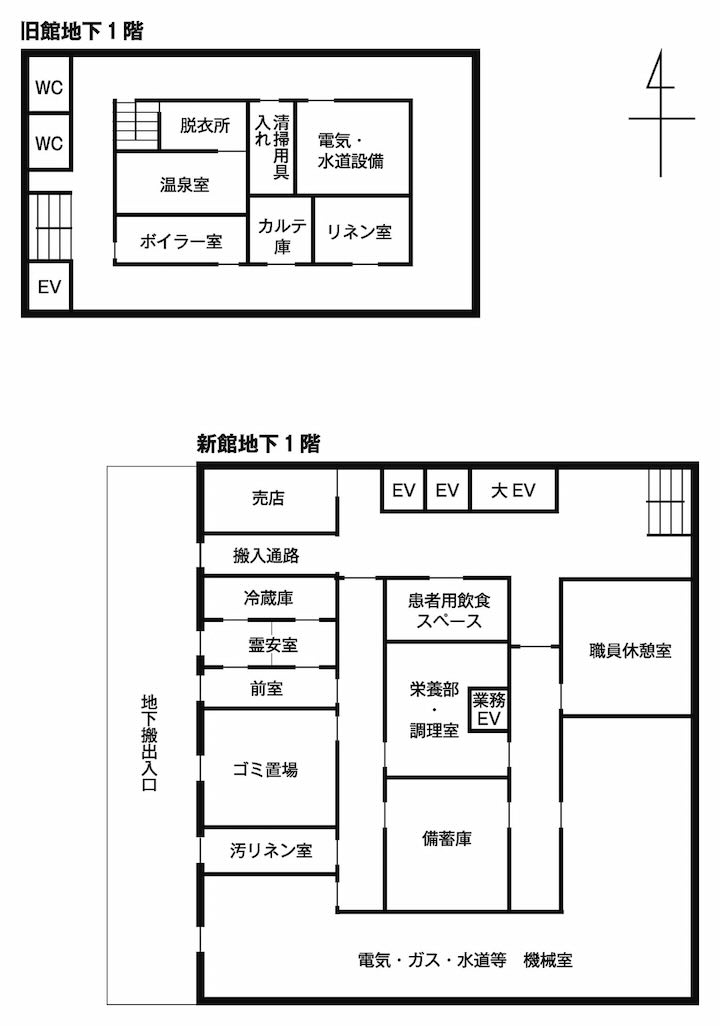 旧館地下1階
WC
WC
EV
脱衣所
清掃用具
入れ
電気・
水道設備
温泉室
ボイラー室
カルテ
庫
リネン室
新館地下1階
売店
EV
EV
大EV
搬入通路
冷蔵庫
患者用飲食
スペース
霊安室
職員休憩室
前室
栄養部
・
調理室
業務
EV
地下搬出入口
ゴミ置場
備蓄庫
汚リネン室
電気・ガス・水道等　機械室